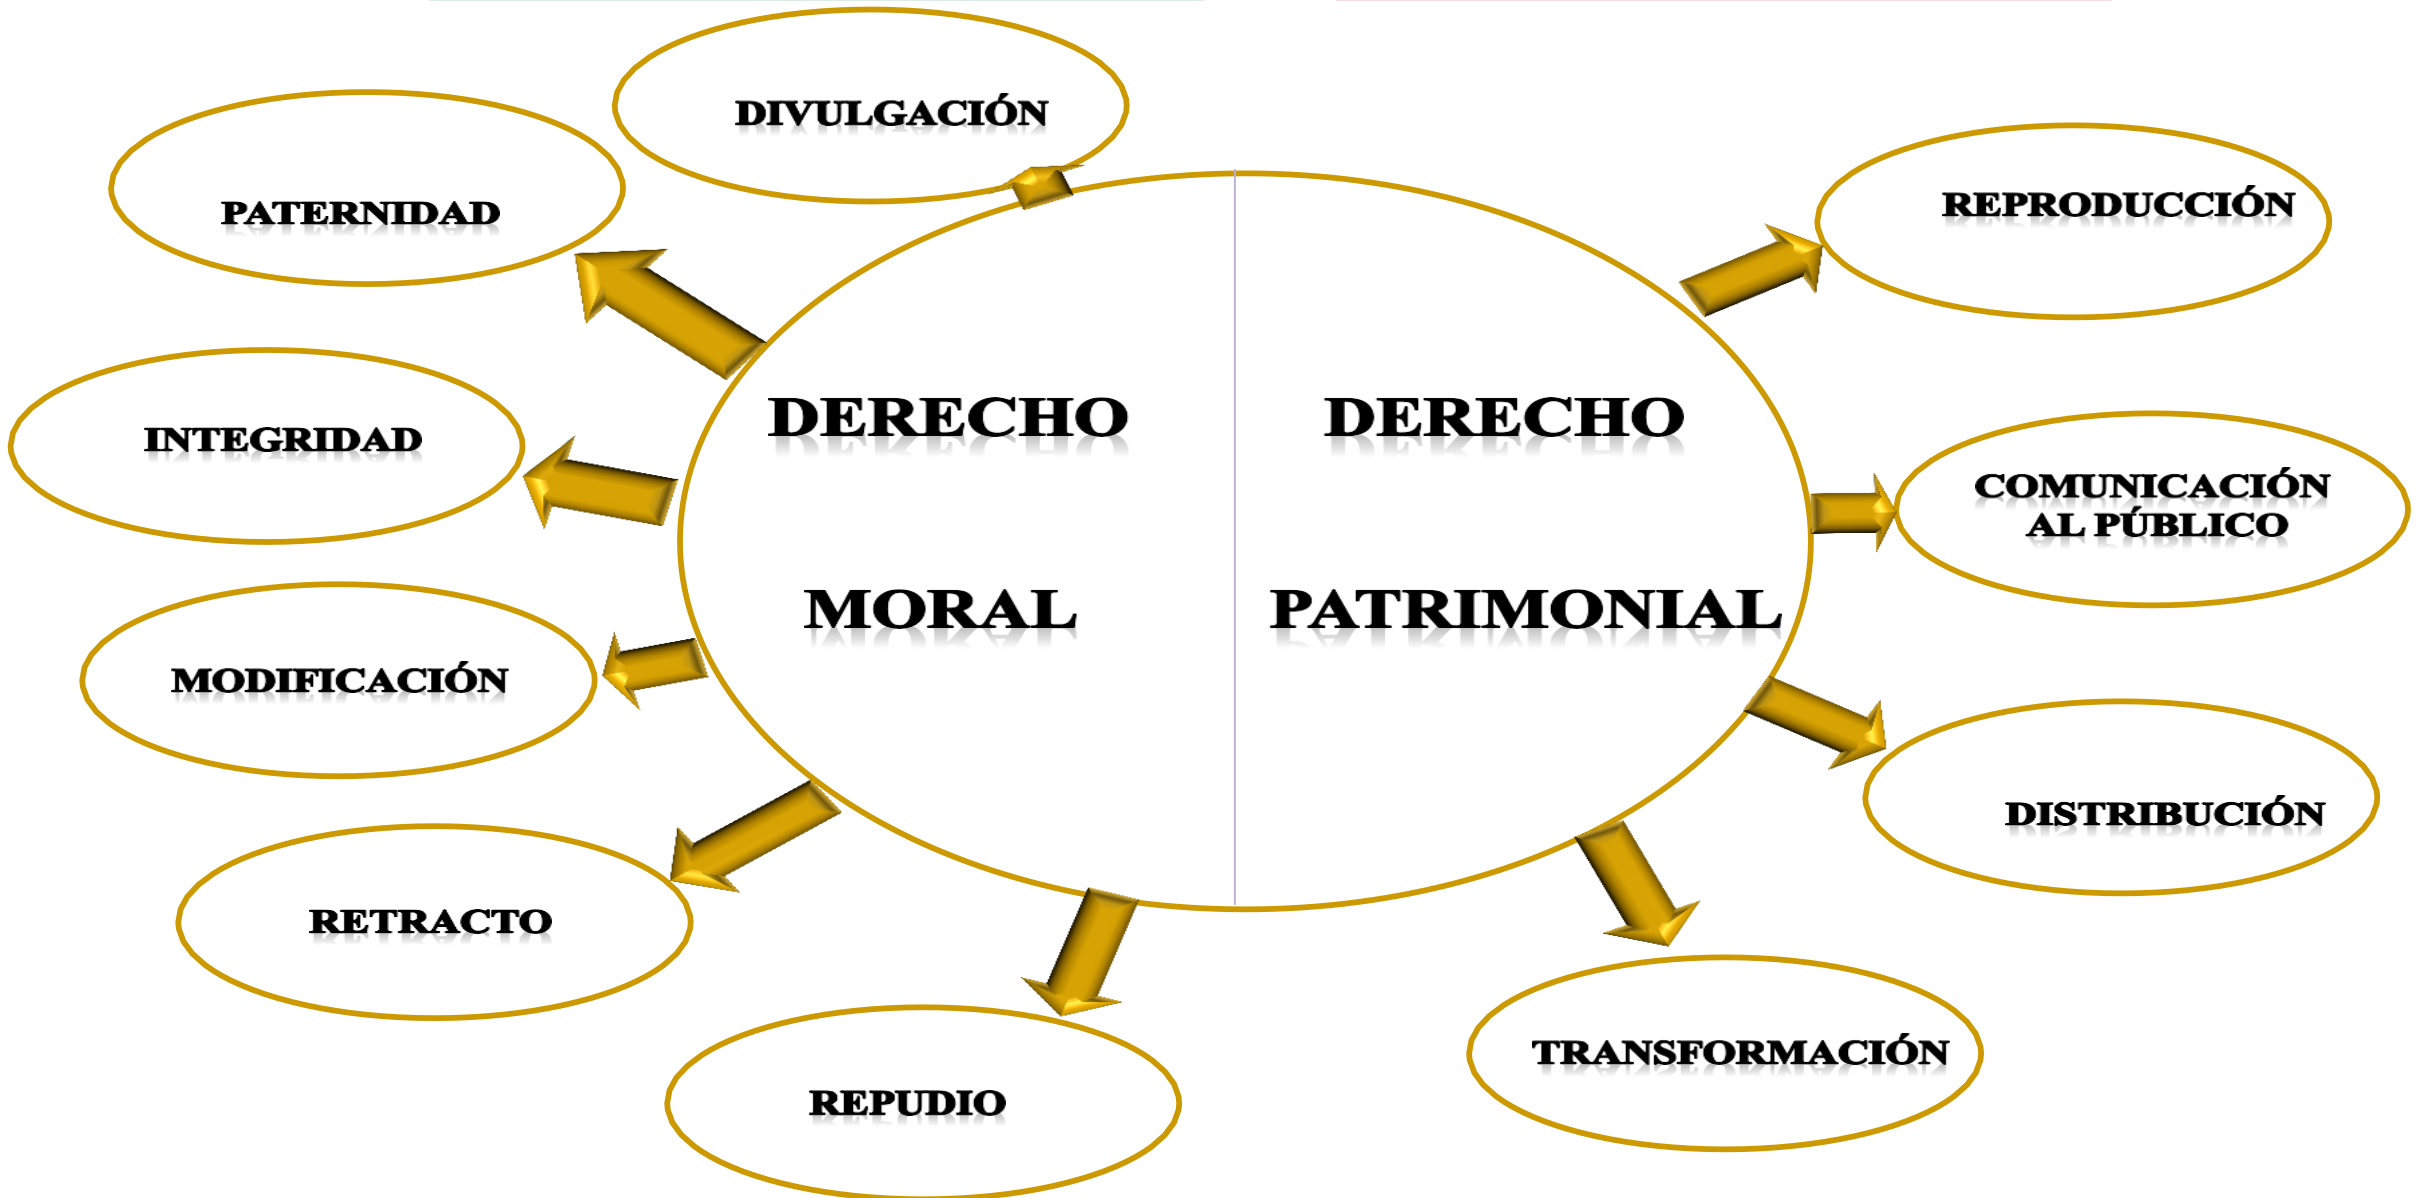 DIVULGACIÓN
PATERNIDAD
INTEGRIDAD
MODIFICACIÓN
RETRACTO
REPUDIO
DERECHO
MORAL
DERECHO
PATRIMONIAL
REPRODUCCIÓN
COMUNICACIÓN
AL PÚBLICO
DISTRIBUCIÓN
TRANSFORMACIÓN